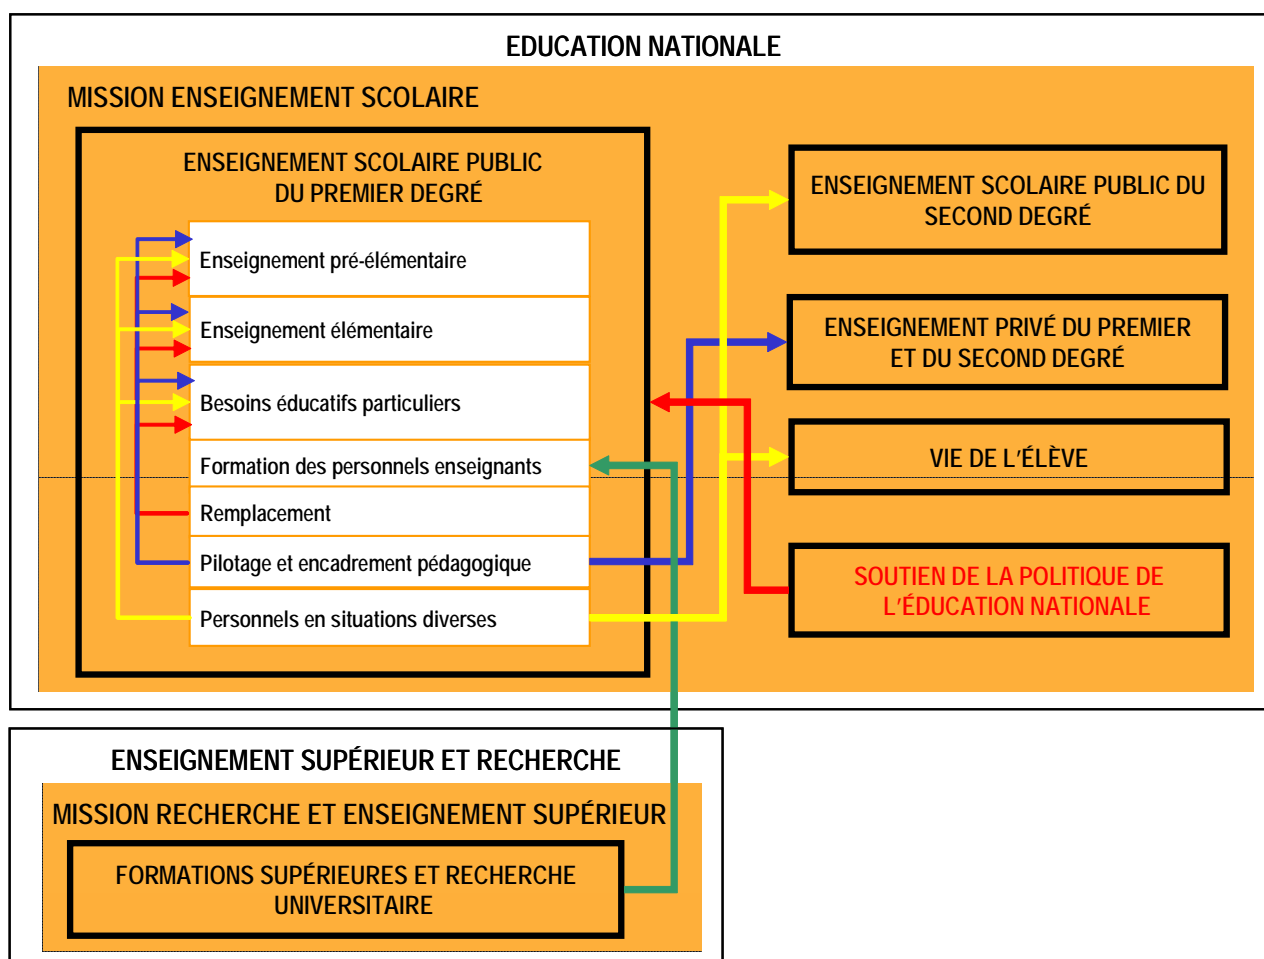 EDUCATION NATIONALE
MISSION ENSEIGNEMENT SCOLAIRE
ENSEIGNEMENT SCOLAIRE PUBLIC
DU PREMIER DEGRÉ
Enseignement pré-élémentaire
Enseignement élémentaire
Besoins éducatifs particuliers
Formation des personnels enseignants
Remplacement
Pilotage et encadrement pédagogique
Personnels en situations diverses
ENSEIGNEMENT SCOLAIRE PUBLIC DU
SECOND DEGRÉ
ENSEIGNEMENT PRIVÉ DU PREMIER
ET DU SECOND DEGRÉ
VIE DE L'ÉLÈVE
SOUTIEN DE LA POLITIQUE DE
L'ÉDUCATION NATIONALE
ENSEIGNEMENT SUPÉRIEUR ET RECHERCHE
MISSION RECHERCHE ET ENSEIGNEMENT SUPÉRIEUR
FORMATIONS SUPÉRIEURES ET RECHERCHE
UNIVERSITAIRE